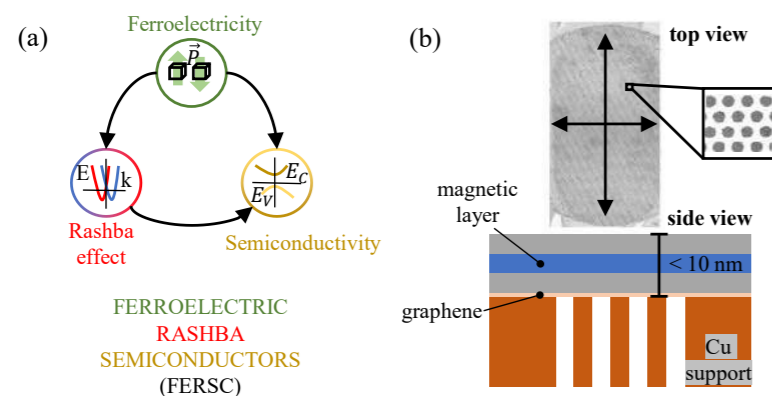 (a)
Ferroelectricity
P
E
k
Rashba
effect
E_C
E_V
Semiconductivity
FERROELECTRIC
RASHBA
SEMICONDUCTORS
(FERSC)
(b)
top view
magnetic
layer
side view
< 10 nm
graphene
Cu
support